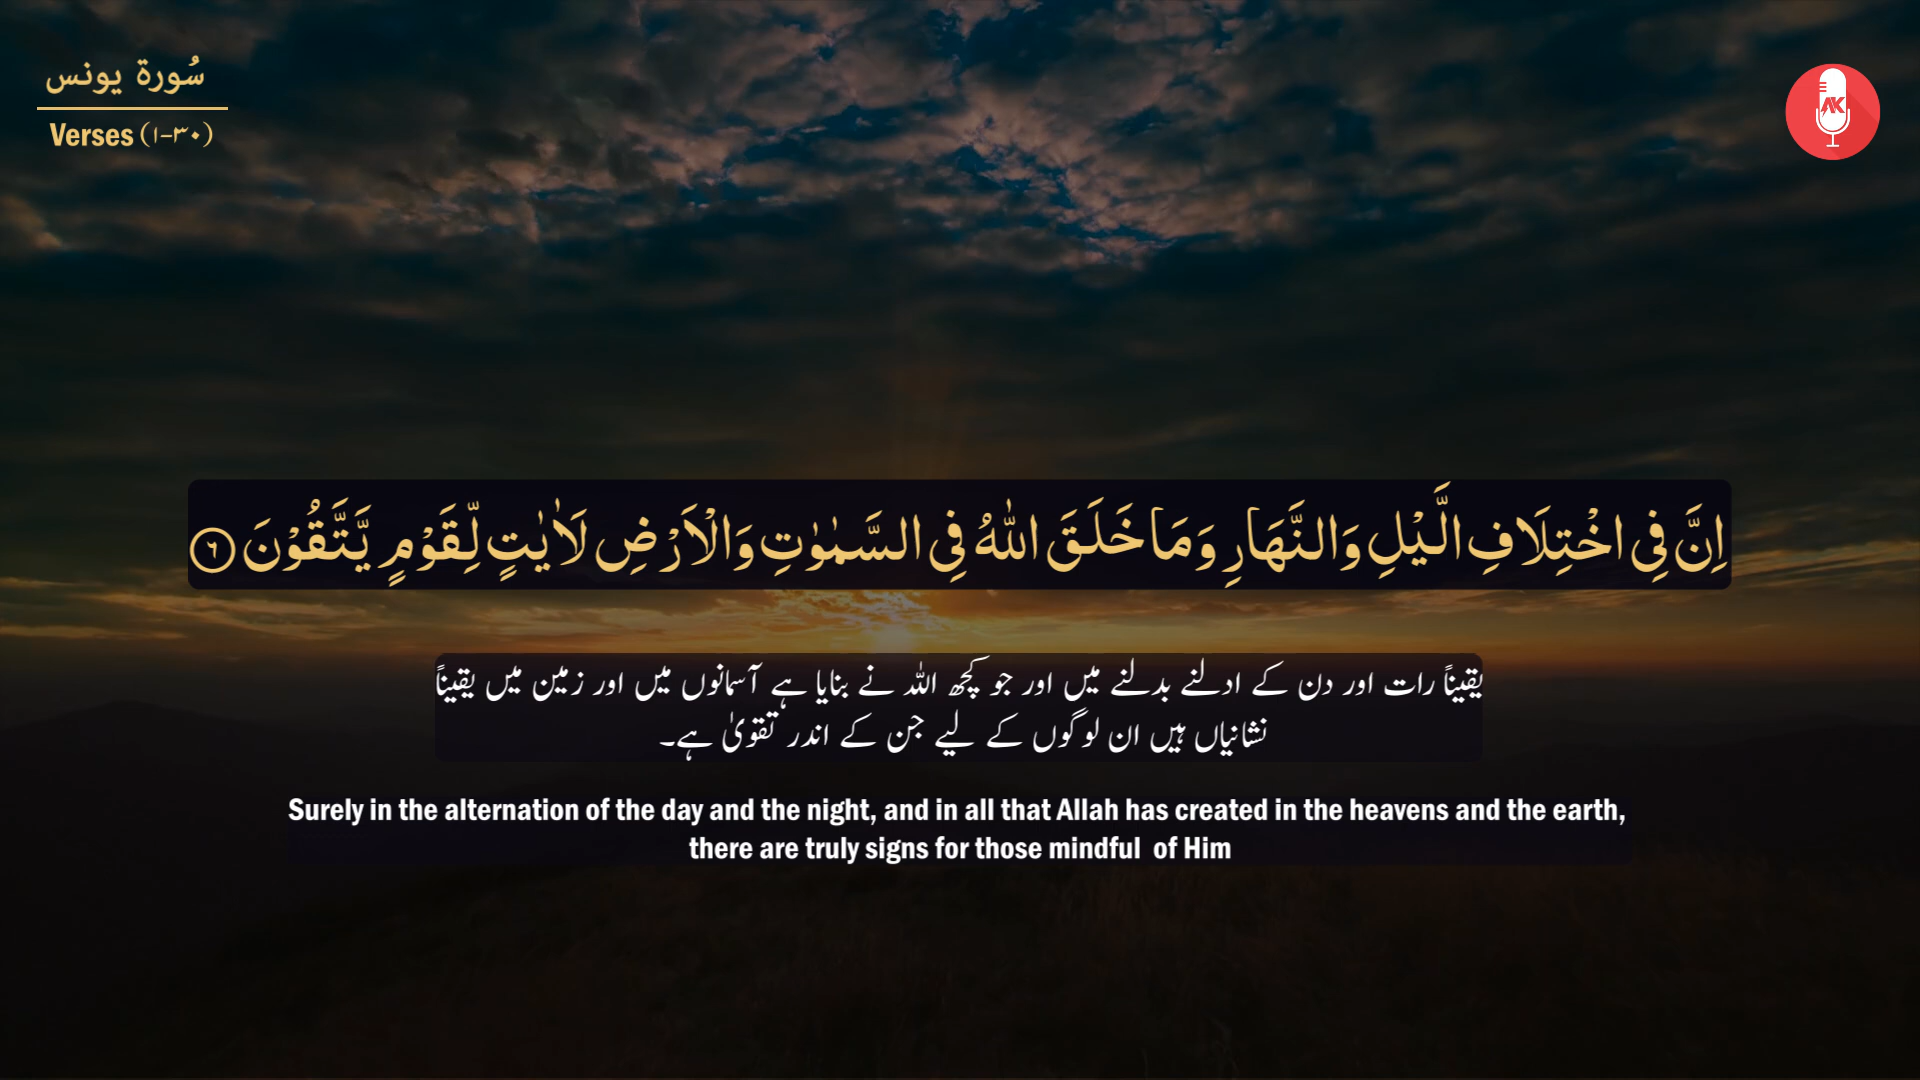 سُورة یونس
Verses (۱-۳۰)
AK
اِنَّ فِی اخْتِلَافِ الَّیْلِ وَالنَّهَارِ وَمَا خَلَقَ اللّٰهُ فِی السَّمٰوٰتِ وَالْاَرْضِ لَاٰیٰتٍ لِّقَوْمٍ یَّتَّقُوْنَ ۶
یقیناً رات اور دن کے ادلنے بدلنے میں اور جو کچھ اللہ نے بنایا ہے آسمانوں میں اور زمین میں یقیناً
نشانیاں ہیں ان لوگوں کے لیے جن کے اندر تقویٰ ہے۔
Surely in the alternation of the day and the night, and in all that Allah has created in the heavens and the earth,
there are truly signs for those mindful of Him